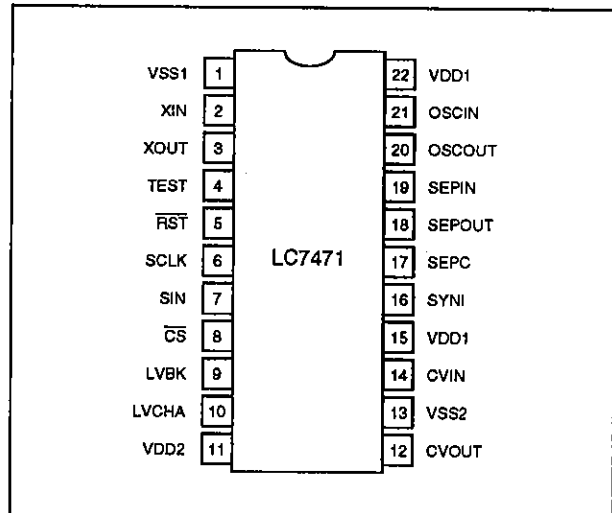 VSS1 1 22 VDD1
XIN 2 21 OSCIN
XOUT 3 20 OSCOUT
TEST 4 19 SEPIN
R̅S̅T̅ 5 18 SEPOUT
SCLK 6 LC7471 17 SEPC
SIN 7 16 SYNI
C̅S̅ 8 15 VDD1
LVBK 9 14 CVIN
LVCHA 10 13 VSS2
VDD2 11 12 CVOUT